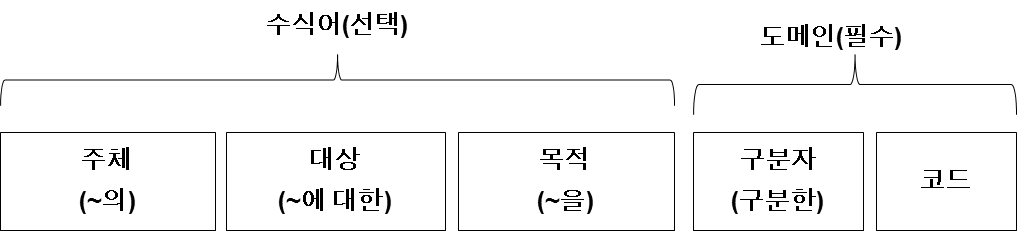 수식어(선택)
도메인(필수)
주체
(~의)
대상
(~에 대한)
목적
(~을)
구분자
(구분한)
코드